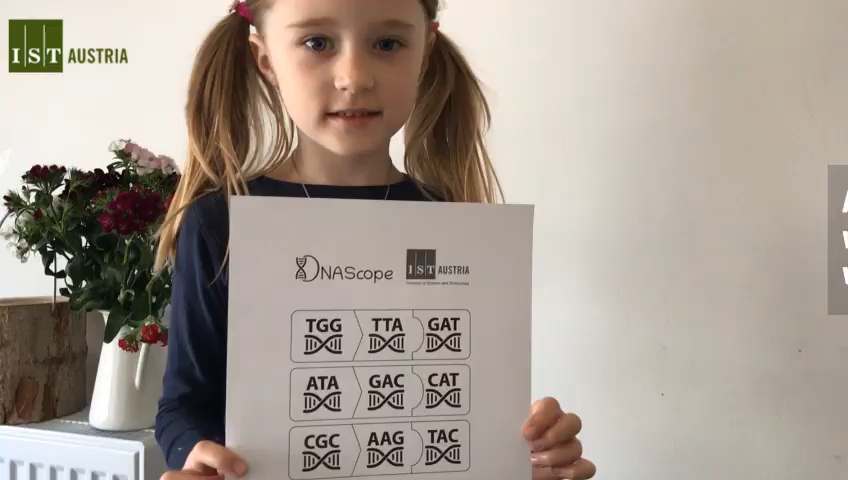 IST AUSTRIA
DNAScope IST AUSTRIA
TGG TTA GAT
ATA GAC CAT
CGC AAG TAC